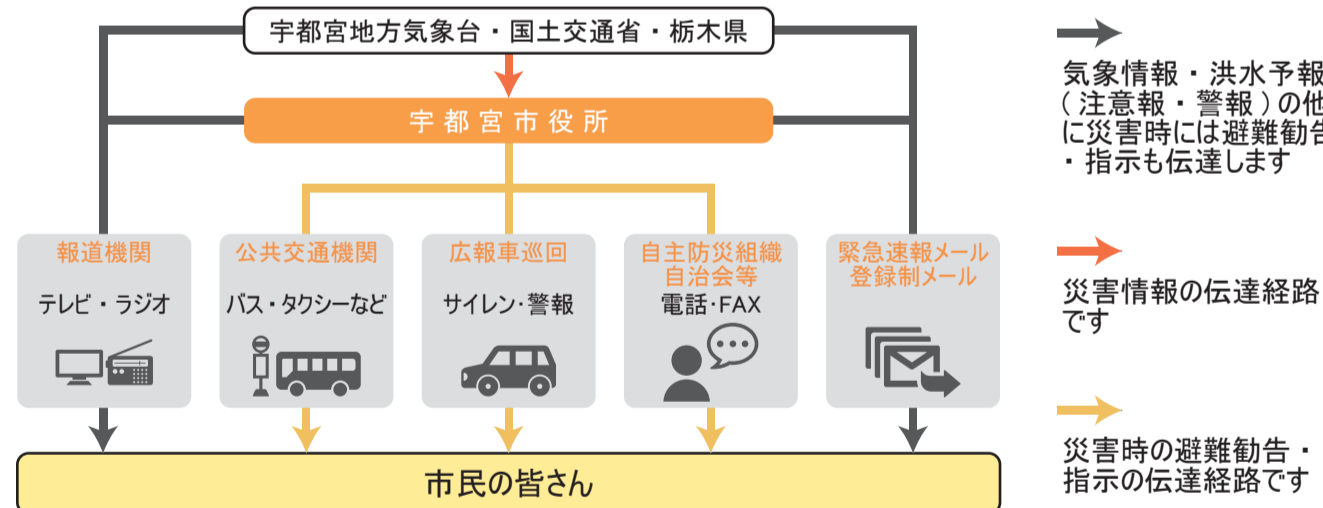 宇都宮地方気象台・国土交通省・栃木県
宇都宮市役所
報道機関
テレビ・ラジオ
公共交通機関
バス・タクシーなど
広報車巡回
サイレン・警報
自主防災組織
自治会等
電話・FAX
緊急速報メール
登録制メール
市民の皆さん
気象情報・洪水予報
(注意報・警報)の他
に災害時には避難勧告
・指示も伝達します
災害情報の伝達経路
です
災害時の避難勧告・
指示の伝達経路です